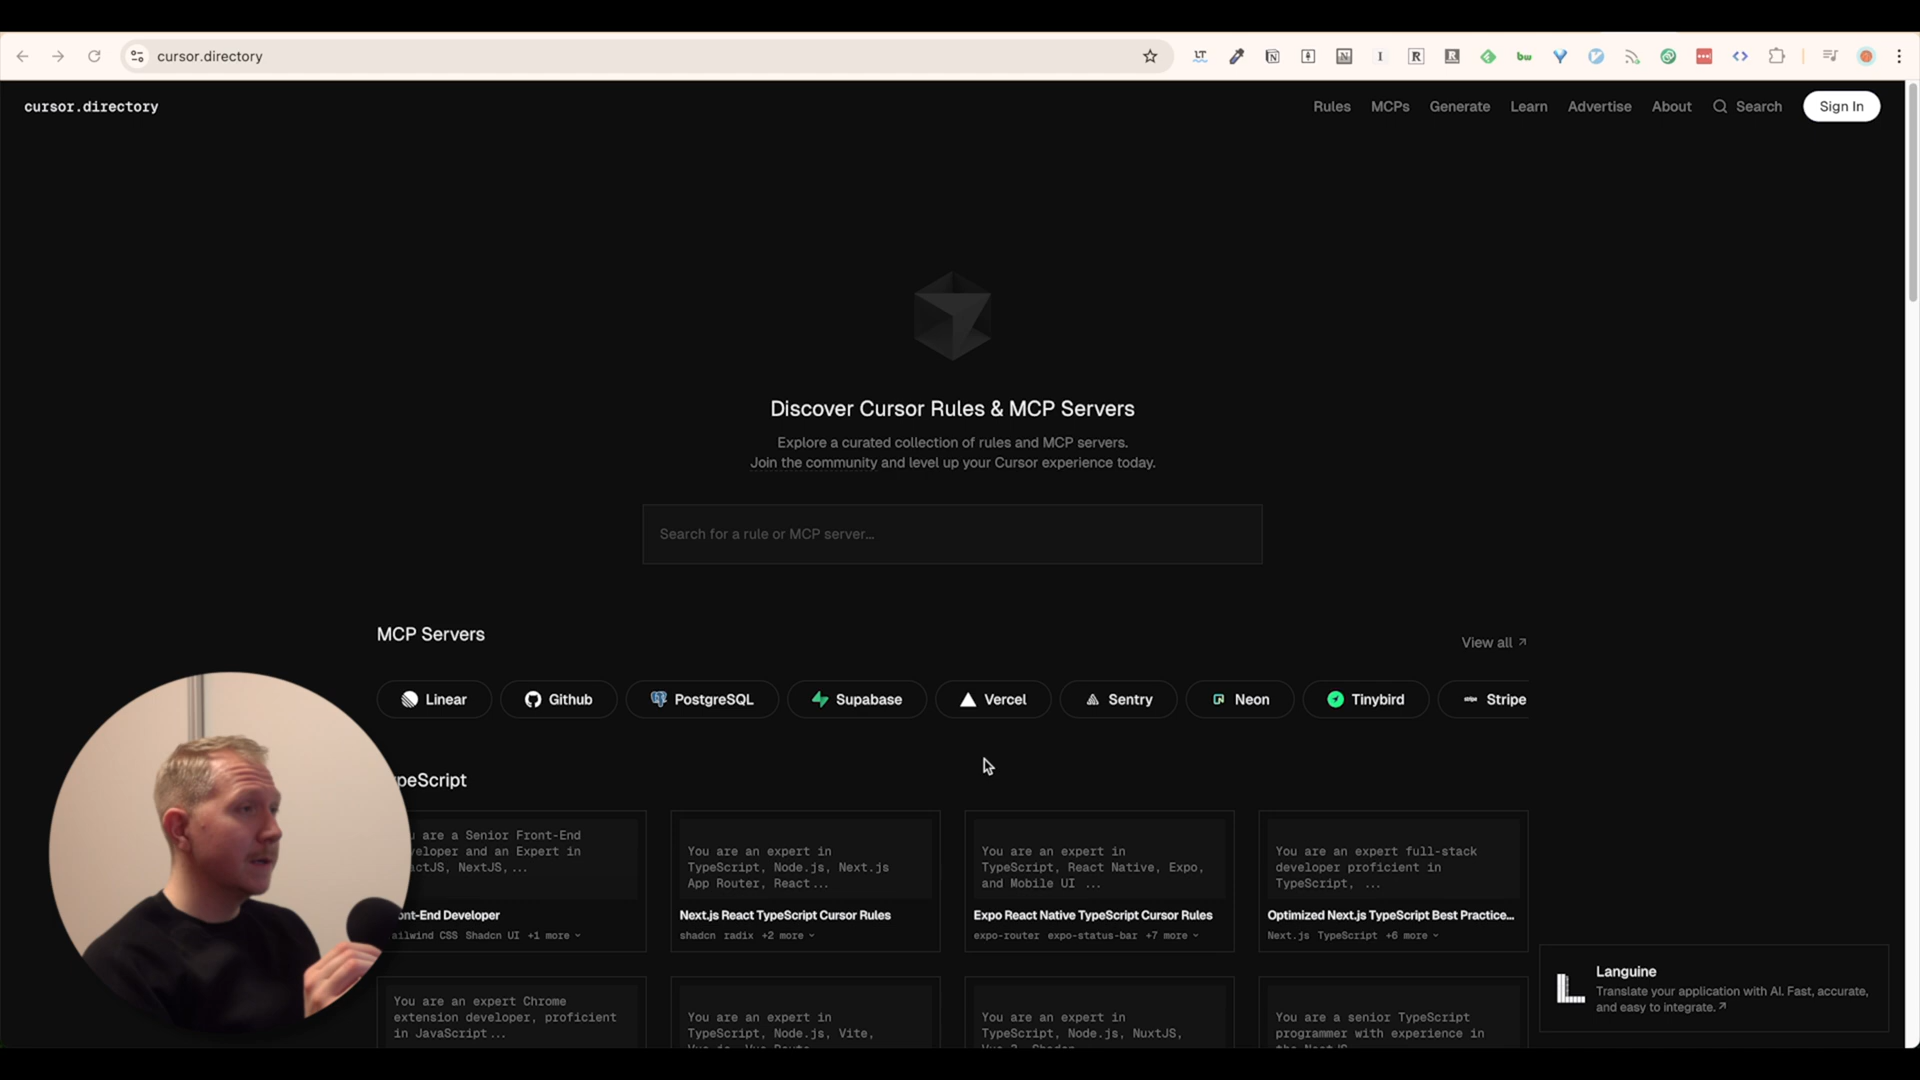 cursor.directory
cursor.directory
Rules MCPs Generate Learn Advertise About Search Sign In
Discover Cursor Rules & MCP Servers
Explore a curated collection of rules and MCP servers.
Join the community and level up your Cursor experience today.
Search for a rule or MCP server...
MCP Servers
View all
Linear Github PostgreSQL Supabase Vercel Sentry Neon Tinybird Stripe
peScript
are a Senior Front-End
eloper and an Expert in
actJS, NextJS,...
ont-End Developer
ailwind CSS Shadcn UI +1 more
You are an expert in
TypeScript, Node.js, Next.js
App Router, React...
Next.js React TypeScript Cursor Rules
shadcn radix +2 more
You are an expert in
TypeScript, React Native, Expo,
and Mobile UI ...
Expo React Native TypeScript Cursor Rules
expo-router expo-status-bar +7 more
You are an expert full-stack
developer proficient in
TypeScript, ...
Optimized Next.js TypeScript Best Practice...
Next.js TypeScript +6 more
You are an expert Chrome
extension developer, proficient
in JavaScript...
You are an expert in
TypeScript, Node.js, Vite,
You are an expert in
TypeScript, Node.js, NuxtJS,
You are a senior TypeScript
programmer with experience in
Languine
Translate your application with AI. Fast, accurate,
and easy to integrate.